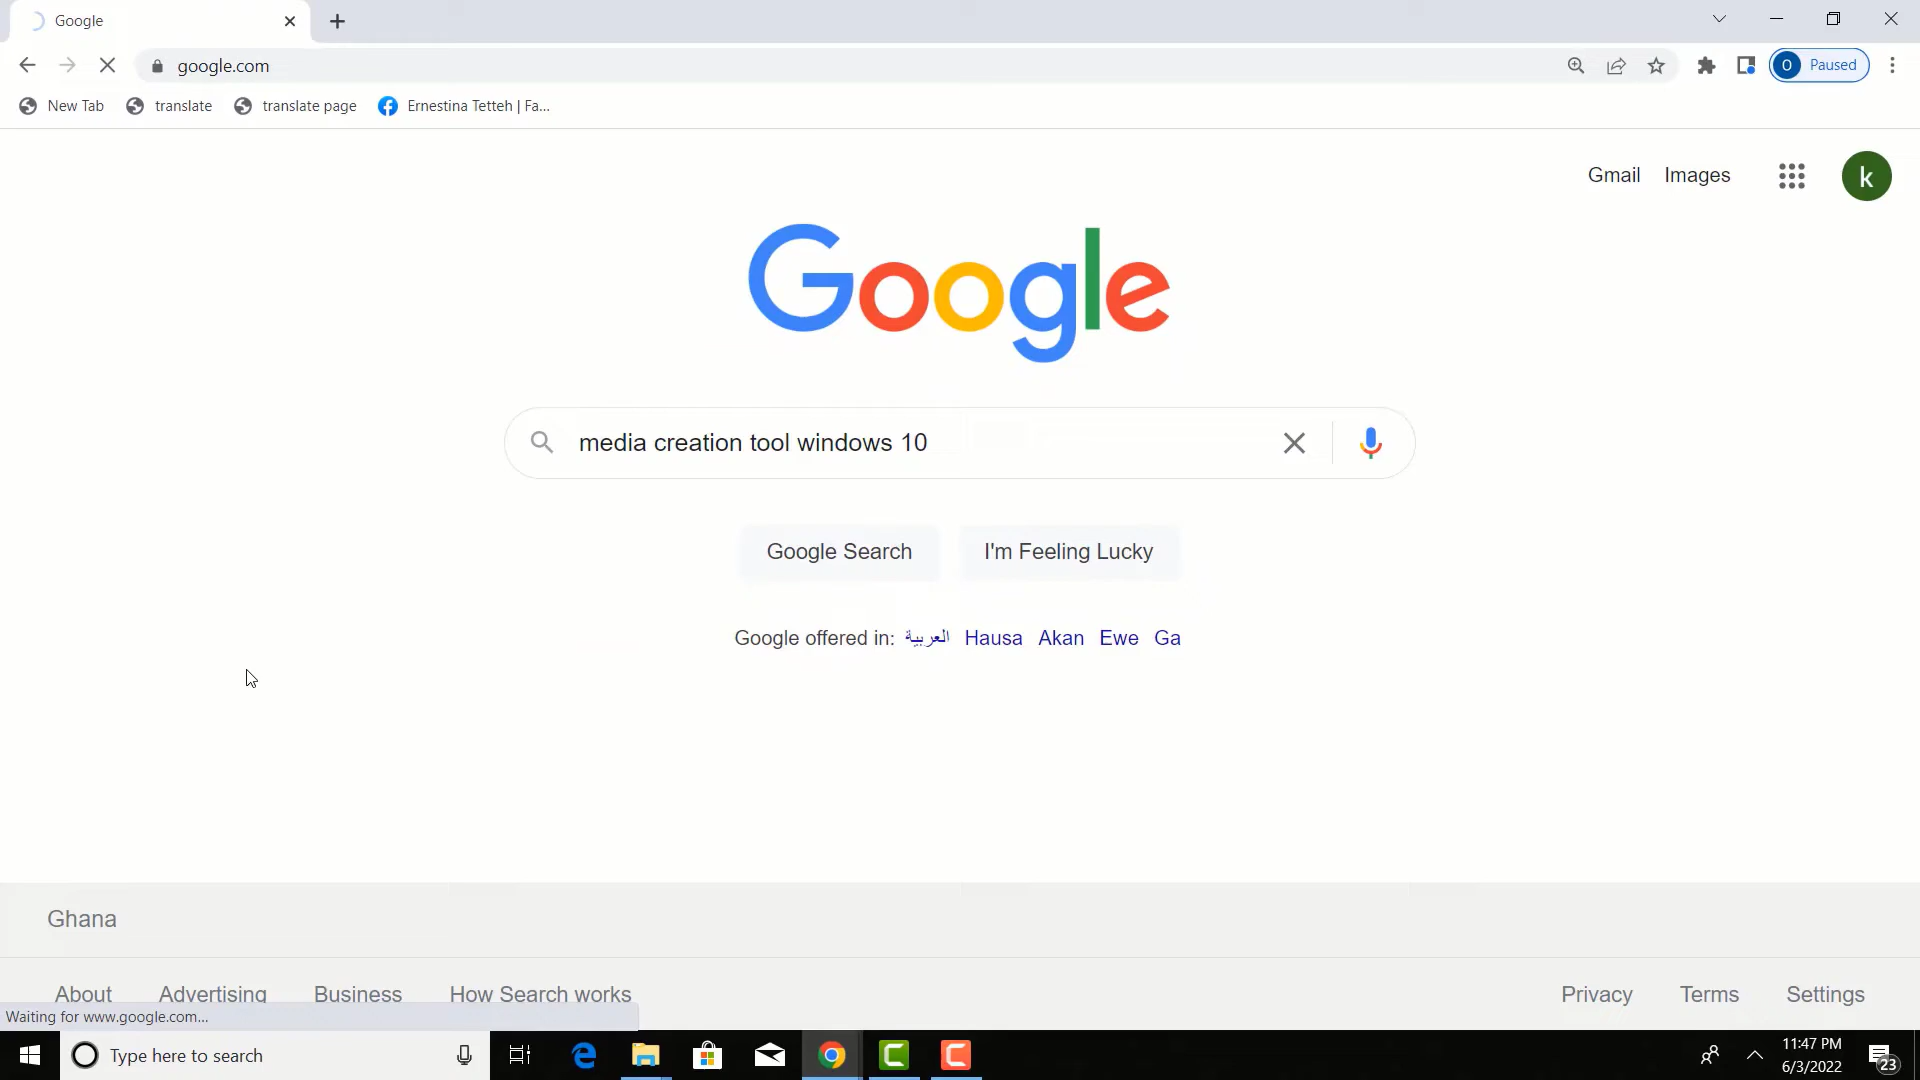 Google
google.com
Paused
O
New Tab
translate
translate page
Ernestina Tetteh | Fa...
Gmail
Images
k
Google
media creation tool windows 10
Google Search
I'm Feeling Lucky
Google offered in: العربية Hausa Akan Ewe Ga
Ghana
About
Advertising
Business
How Search works
Privacy
Terms
Settings
Waiting for www.google.com...
Type here to search
11:47 PM
6/3/2022
23